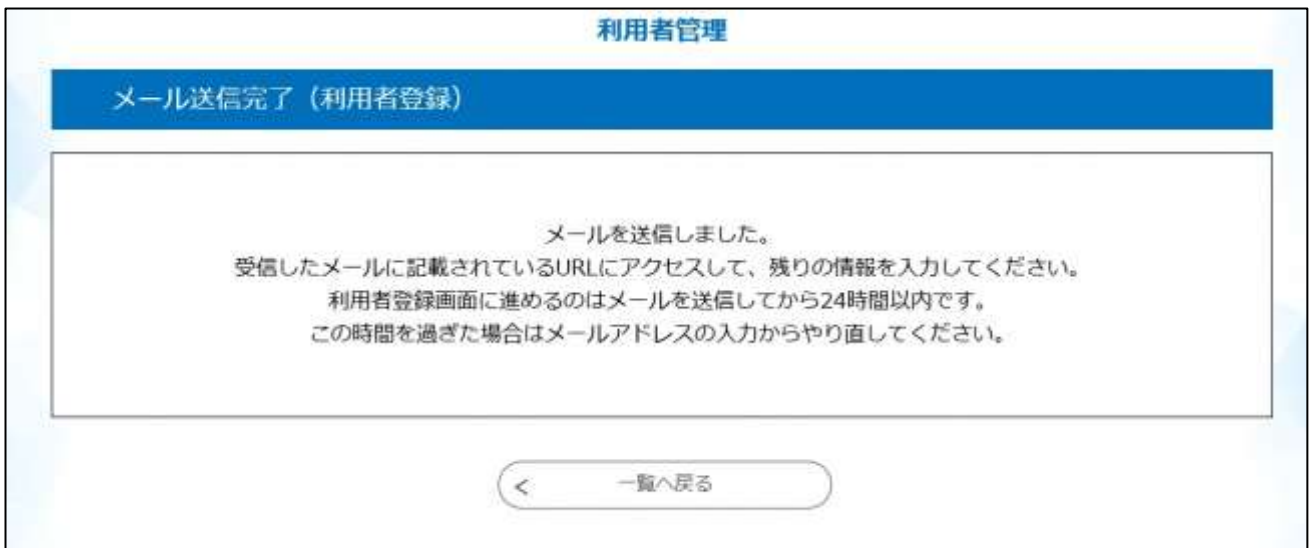 利用者管理
メール送信完了（利用者登録）
メールを送信しました。
受信したメールに記載されているURLにアクセスして、残りの情報を入力してください。
利用者登録画面に進めるのはメールを送信してから24時間以内です。
この時間を過ぎた場合はメールアドレスの入力からやり直してください。
< 一覧へ戻る